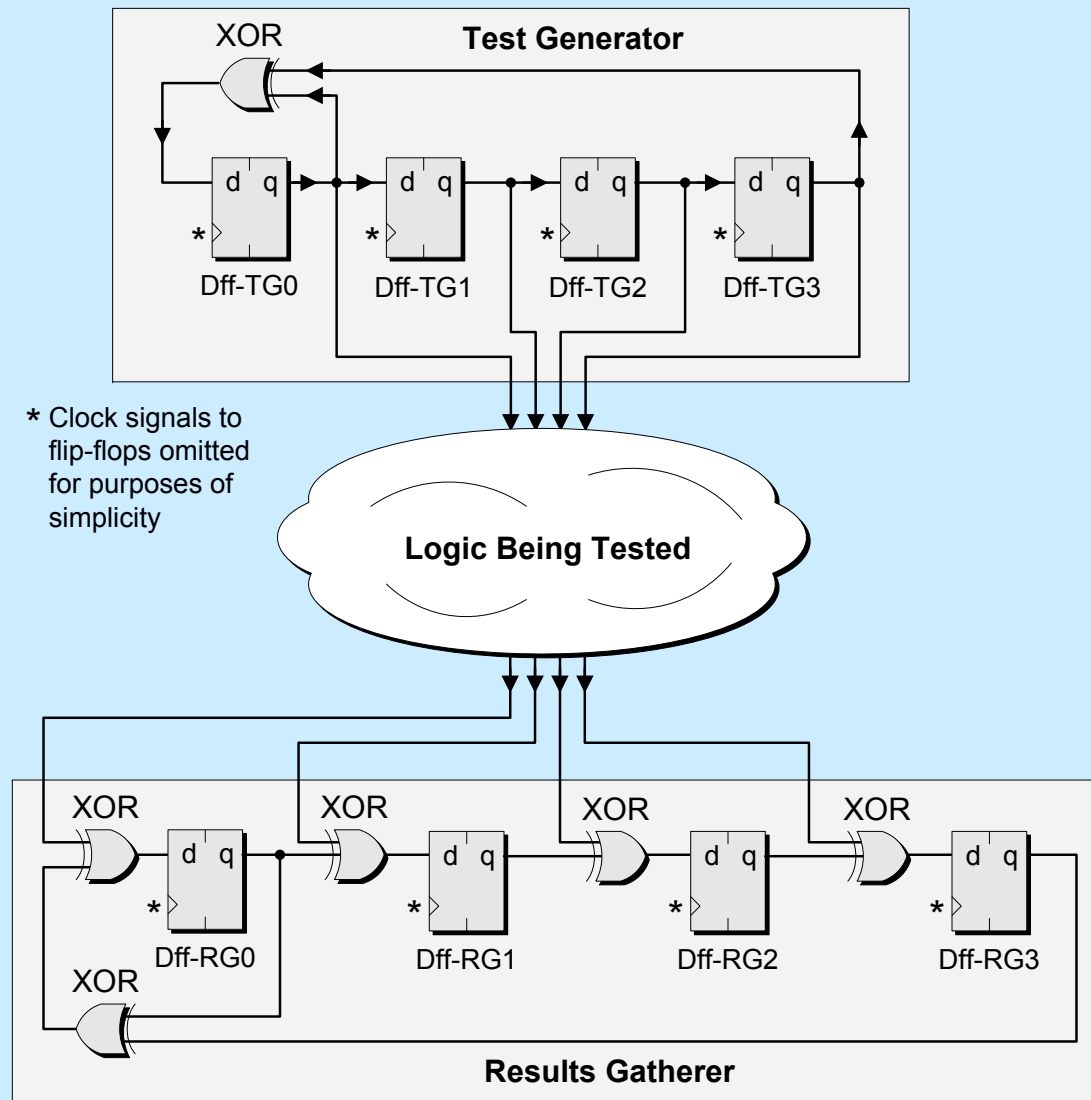 XOR
Test Generator
d q
d q
d q
d q
*
*
*
*
Dff-TG0
Dff-TG1
Dff-TG2
Dff-TG3
* Clock signals to
flip-flops omitted
for purposes of
simplicity
Logic Being Tested
XOR
XOR
XOR
XOR
d q
d q
d q
d q
*
*
*
*
Dff-RG0
Dff-RG1
Dff-RG2
Dff-RG3
XOR
Results Gatherer